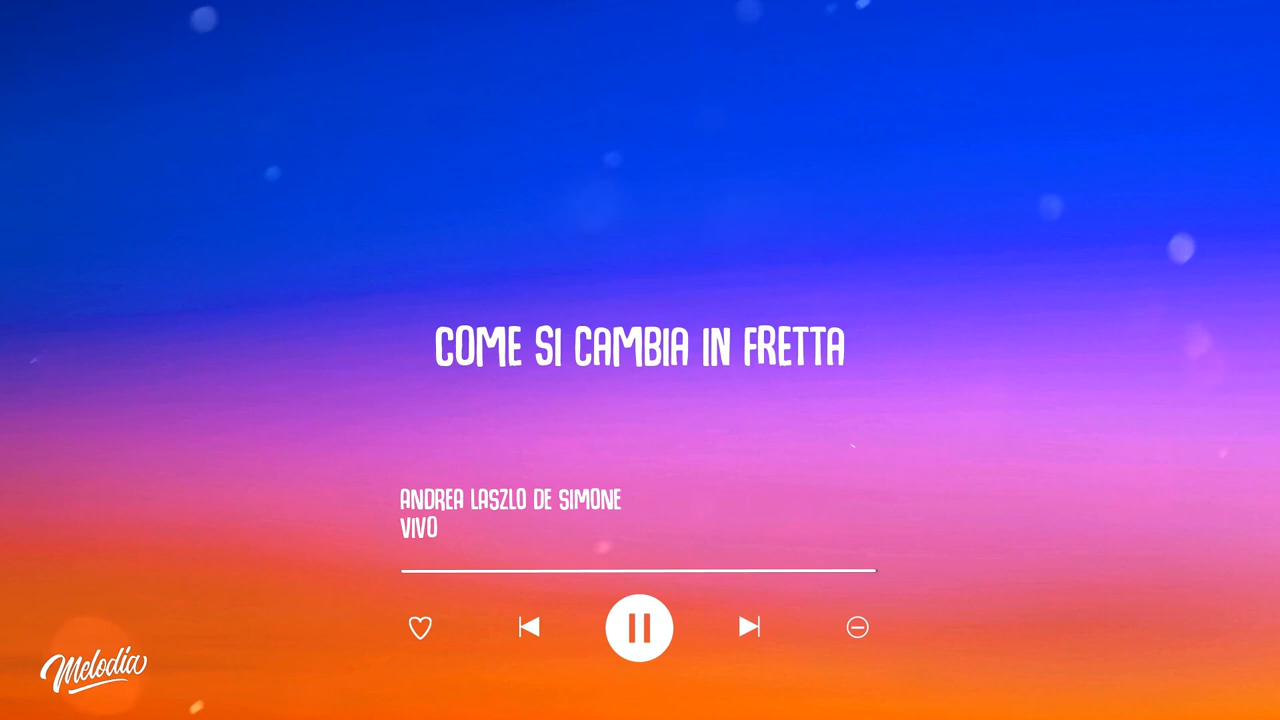 COME SI CAMBIA IN FRETTA
ANDREA LASZLO DE SIMONE
VIVO
Melodia